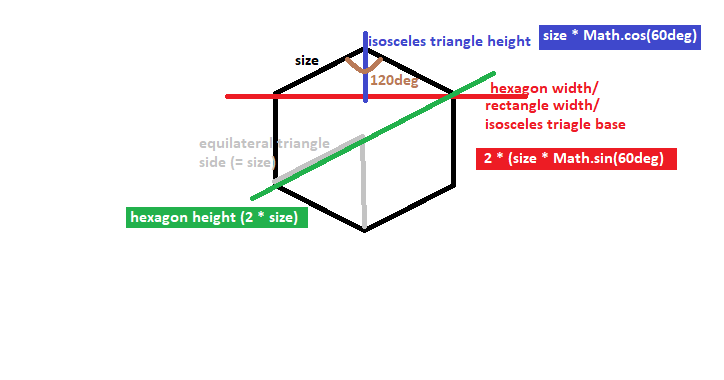 isosceles triangle height
size * Math.cos(60deg)
size
120deg
hexagon width/
rectangle width/
isosceles triagle base
equilateral triangle
side (= size)
2 * (size * Math.sin(60deg)
hexagon height (2 * size)